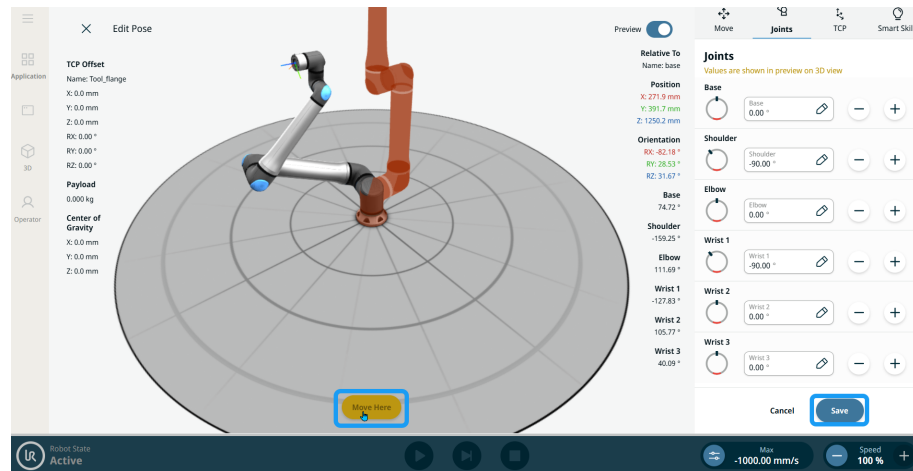 Edit Pose
Preview
Move
Joints
TCP
Smart Skil
Application
3D
Operator
TCP Offset
Name: Tool_flange
X: 0.0 mm
Y: 0.0 mm
Z: 0.0 mm
RX: 0.00 °
RY: 0.00 °
RZ: 0.00 °
Payload
0.000 kg
Center of
Gravity
X: 0.0 mm
Y: 0.0 mm
Z: 0.0 mm
Relative To
Name: base
Position
X: 271.9 mm
Y: 391.7 mm
Z: 1250.2 mm
Orientation
RX: -82.18 °
RY: 28.53 °
RZ: 31.67 °
Base
74.72 °
Shoulder
-159.25 °
Elbow
111.69 °
Wrist 1
-127.83 °
Wrist 2
105.77 °
Wrist 3
40.09 °
Joints
Values are shown in preview on 3D view
Base
Base
0.00 °
Shoulder
Shoulder
-90.00 °
Elbow
Elbow
0.00 °
Wrist 1
Wrist 1
-90.00 °
Wrist 2
Wrist 2
0.00 °
Wrist 3
Wrist 3
0.00 °
Move Here
Cancel
Save
UR
Robot State
Active
Max
-1000.00 mm/s
Speed
100 %